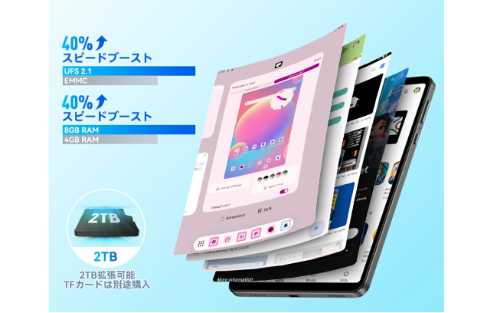 40%
スピードブースト
UFS 2.1
EMMC
40%
スピードブースト
8GB RAM
4GB RAM
2TB
2TB
2TB拡張可能
TFカードは別途購入